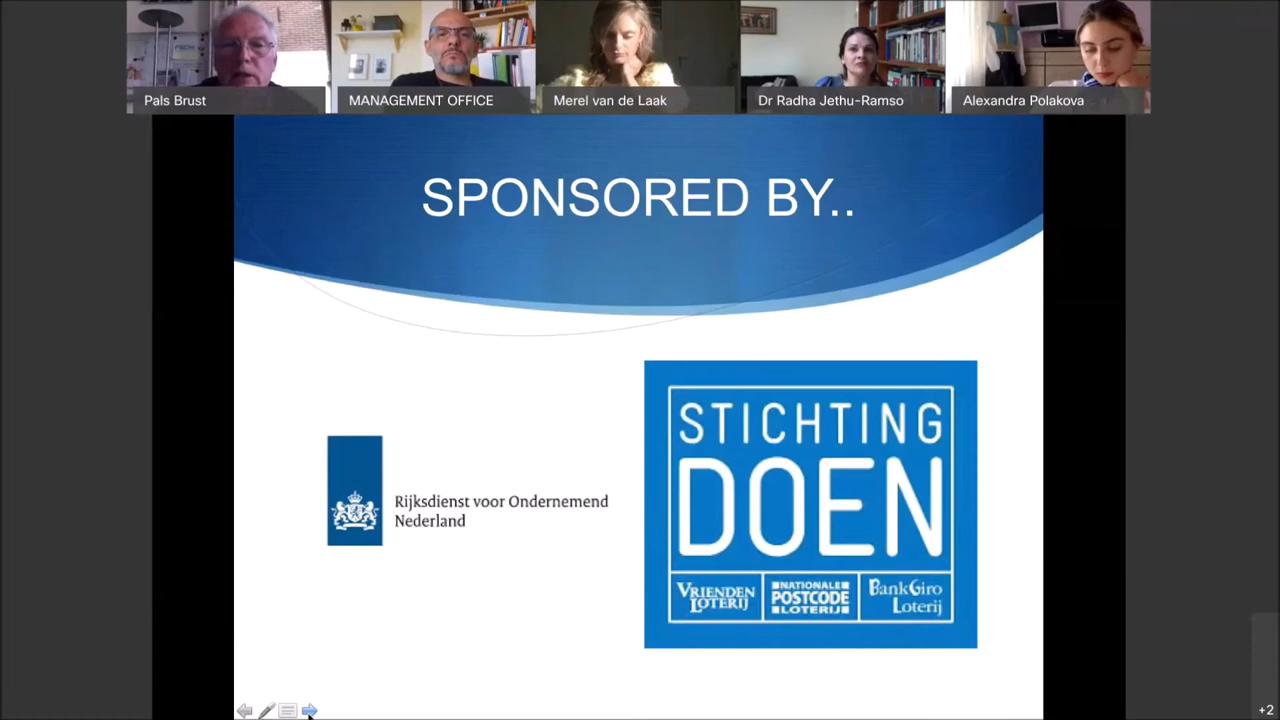 Pals Brust
MANAGEMENT OFFICE
Merel van de Laak
Dr Radha Jethu-Ramso
Alexandra Polakova
SPONSORED BY..
Rijksdienst voor Ondernemend
Nederland
STICHTING
DOEN
VRIENDEN
LOTERIJ
NATIONALE
POSTCODE
LOTERIJ
BankGiro
Loterij
+2